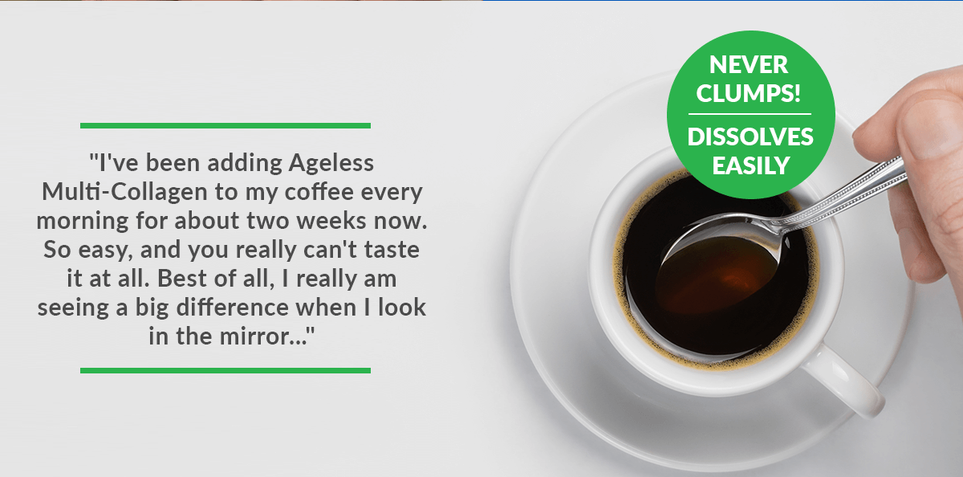 "I've been adding Ageless
Multi-Collagen to my coffee every
morning for about two weeks now.
So easy, and you really can't taste
it at all. Best of all, I really am
seeing a big difference when I look
in the mirror..."
NEVER
CLUMPS!
DISSOLVES
EASILY